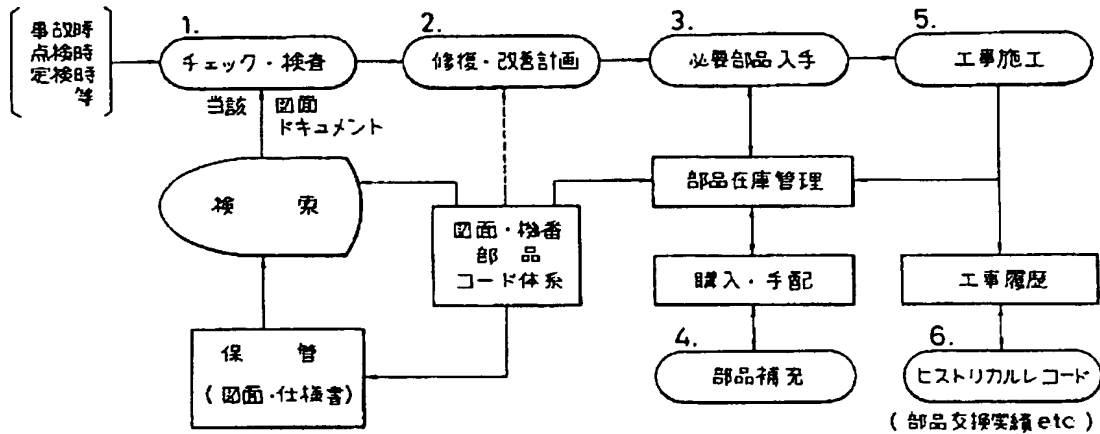 事故時
点検時
定検時
等
1.
チェック・検査
2.
修復・改善計画
3.
必要部品入手
5.
工事施工
当該 図面
ドキュメント
検 索
図面・機番
部 品
コード体系
部品在庫管理
購入・手配
工事履歴
保 管
(図面・仕様書)
4.
部品補充
6.
ヒストリカルレコード
(部品交換実績etc)